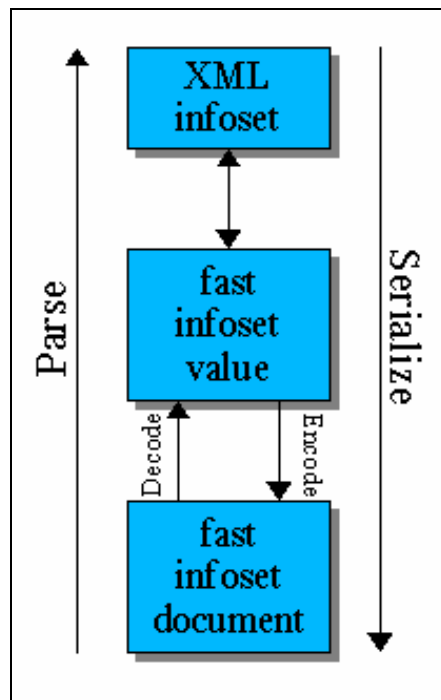 XML
infoset
Parse
Serialize
fast
infoset
value
Decode
Encode
fast
infoset
document